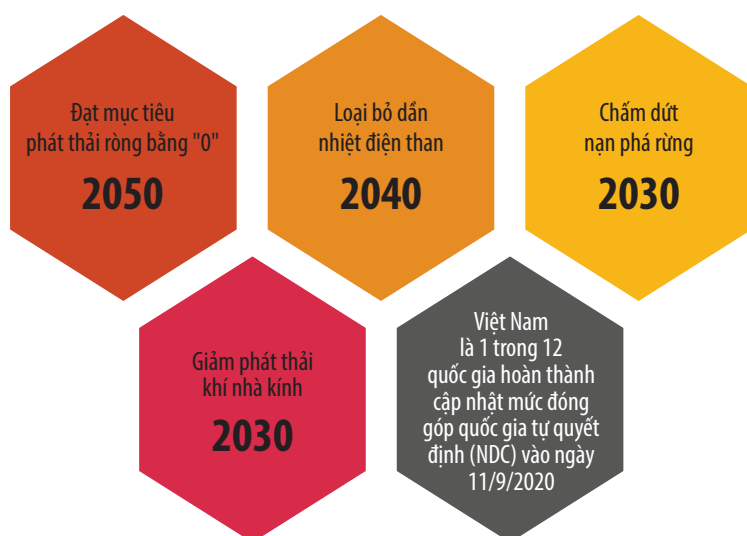 Đạt mục tiêu
phát thải ròng bằng "0"
2050
Loại bỏ dần
nhiệt điện than
2040
Chấm dứt
nạn phá rừng
2030
Giảm phát thải
khí nhà kính
2030
Việt Nam
là 1 trong 12
quốc gia hoàn thành
cập nhật mức đóng
góp quốc gia tự quyết
định (NDC) vào ngày
11/9/2020